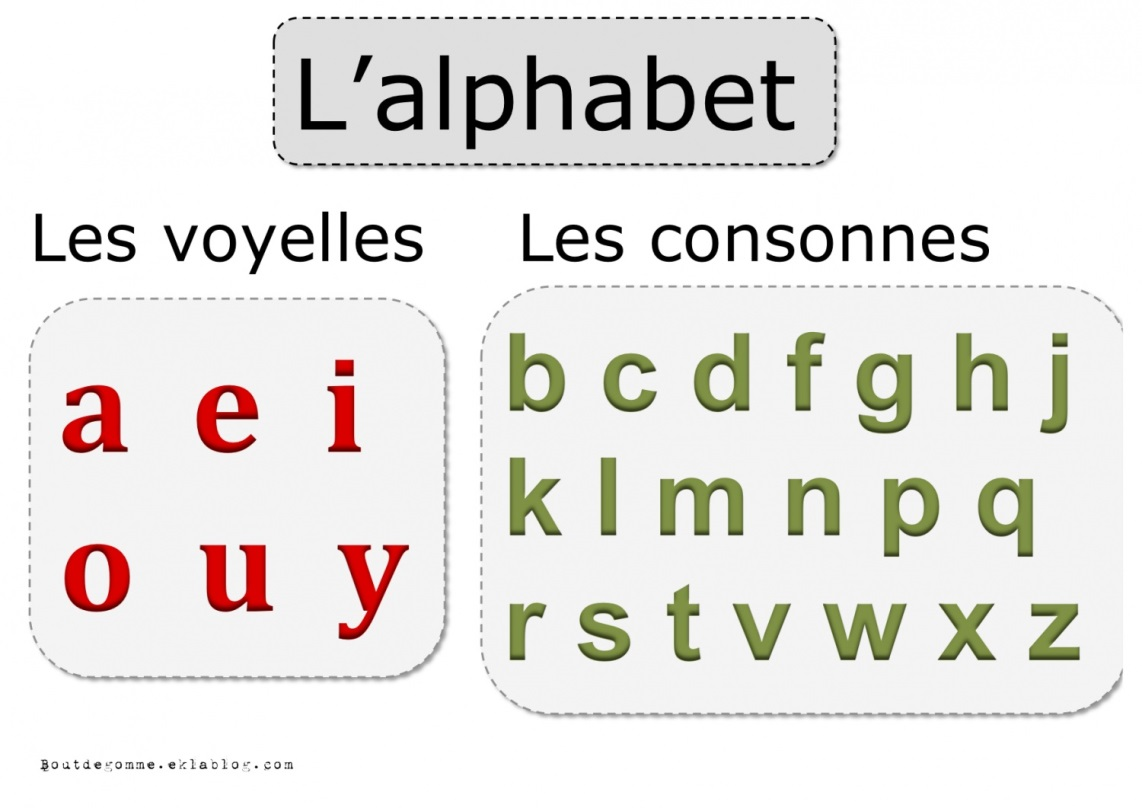 L’alphabet
Les voyelles
a e i
o u y
Les consonnes
b c d f g h j
k l m n p q
r s t v w x z
Boutdegomme.eklablog.com